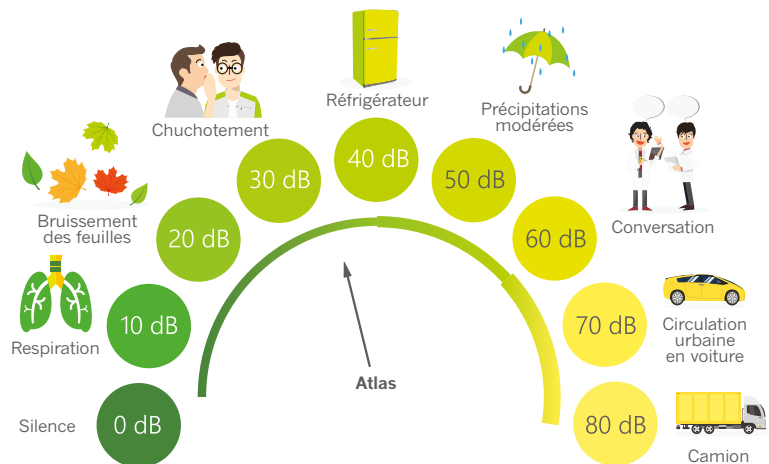 Silence
0 dB
Respiration
10 dB
Bruissement
des feuilles
20 dB
Chuchotement
30 dB
Réfrigérateur
40 dB
Précipitations
modérées
50 dB
Conversation
60 dB
Circulation
urbaine
en voiture
70 dB
Camion
80 dB
Atlas